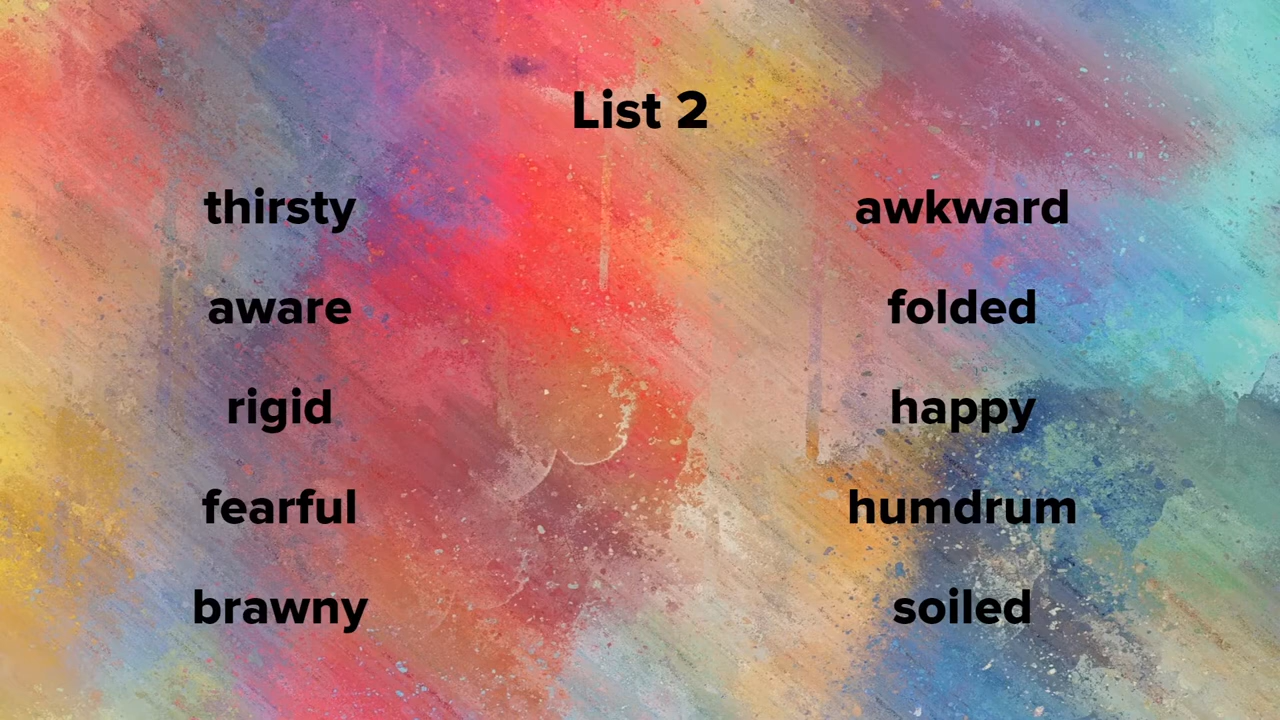 List 2
thirsty
aware
rigid
fearful
brawny
awkward
folded
happy
humdrum
soiled